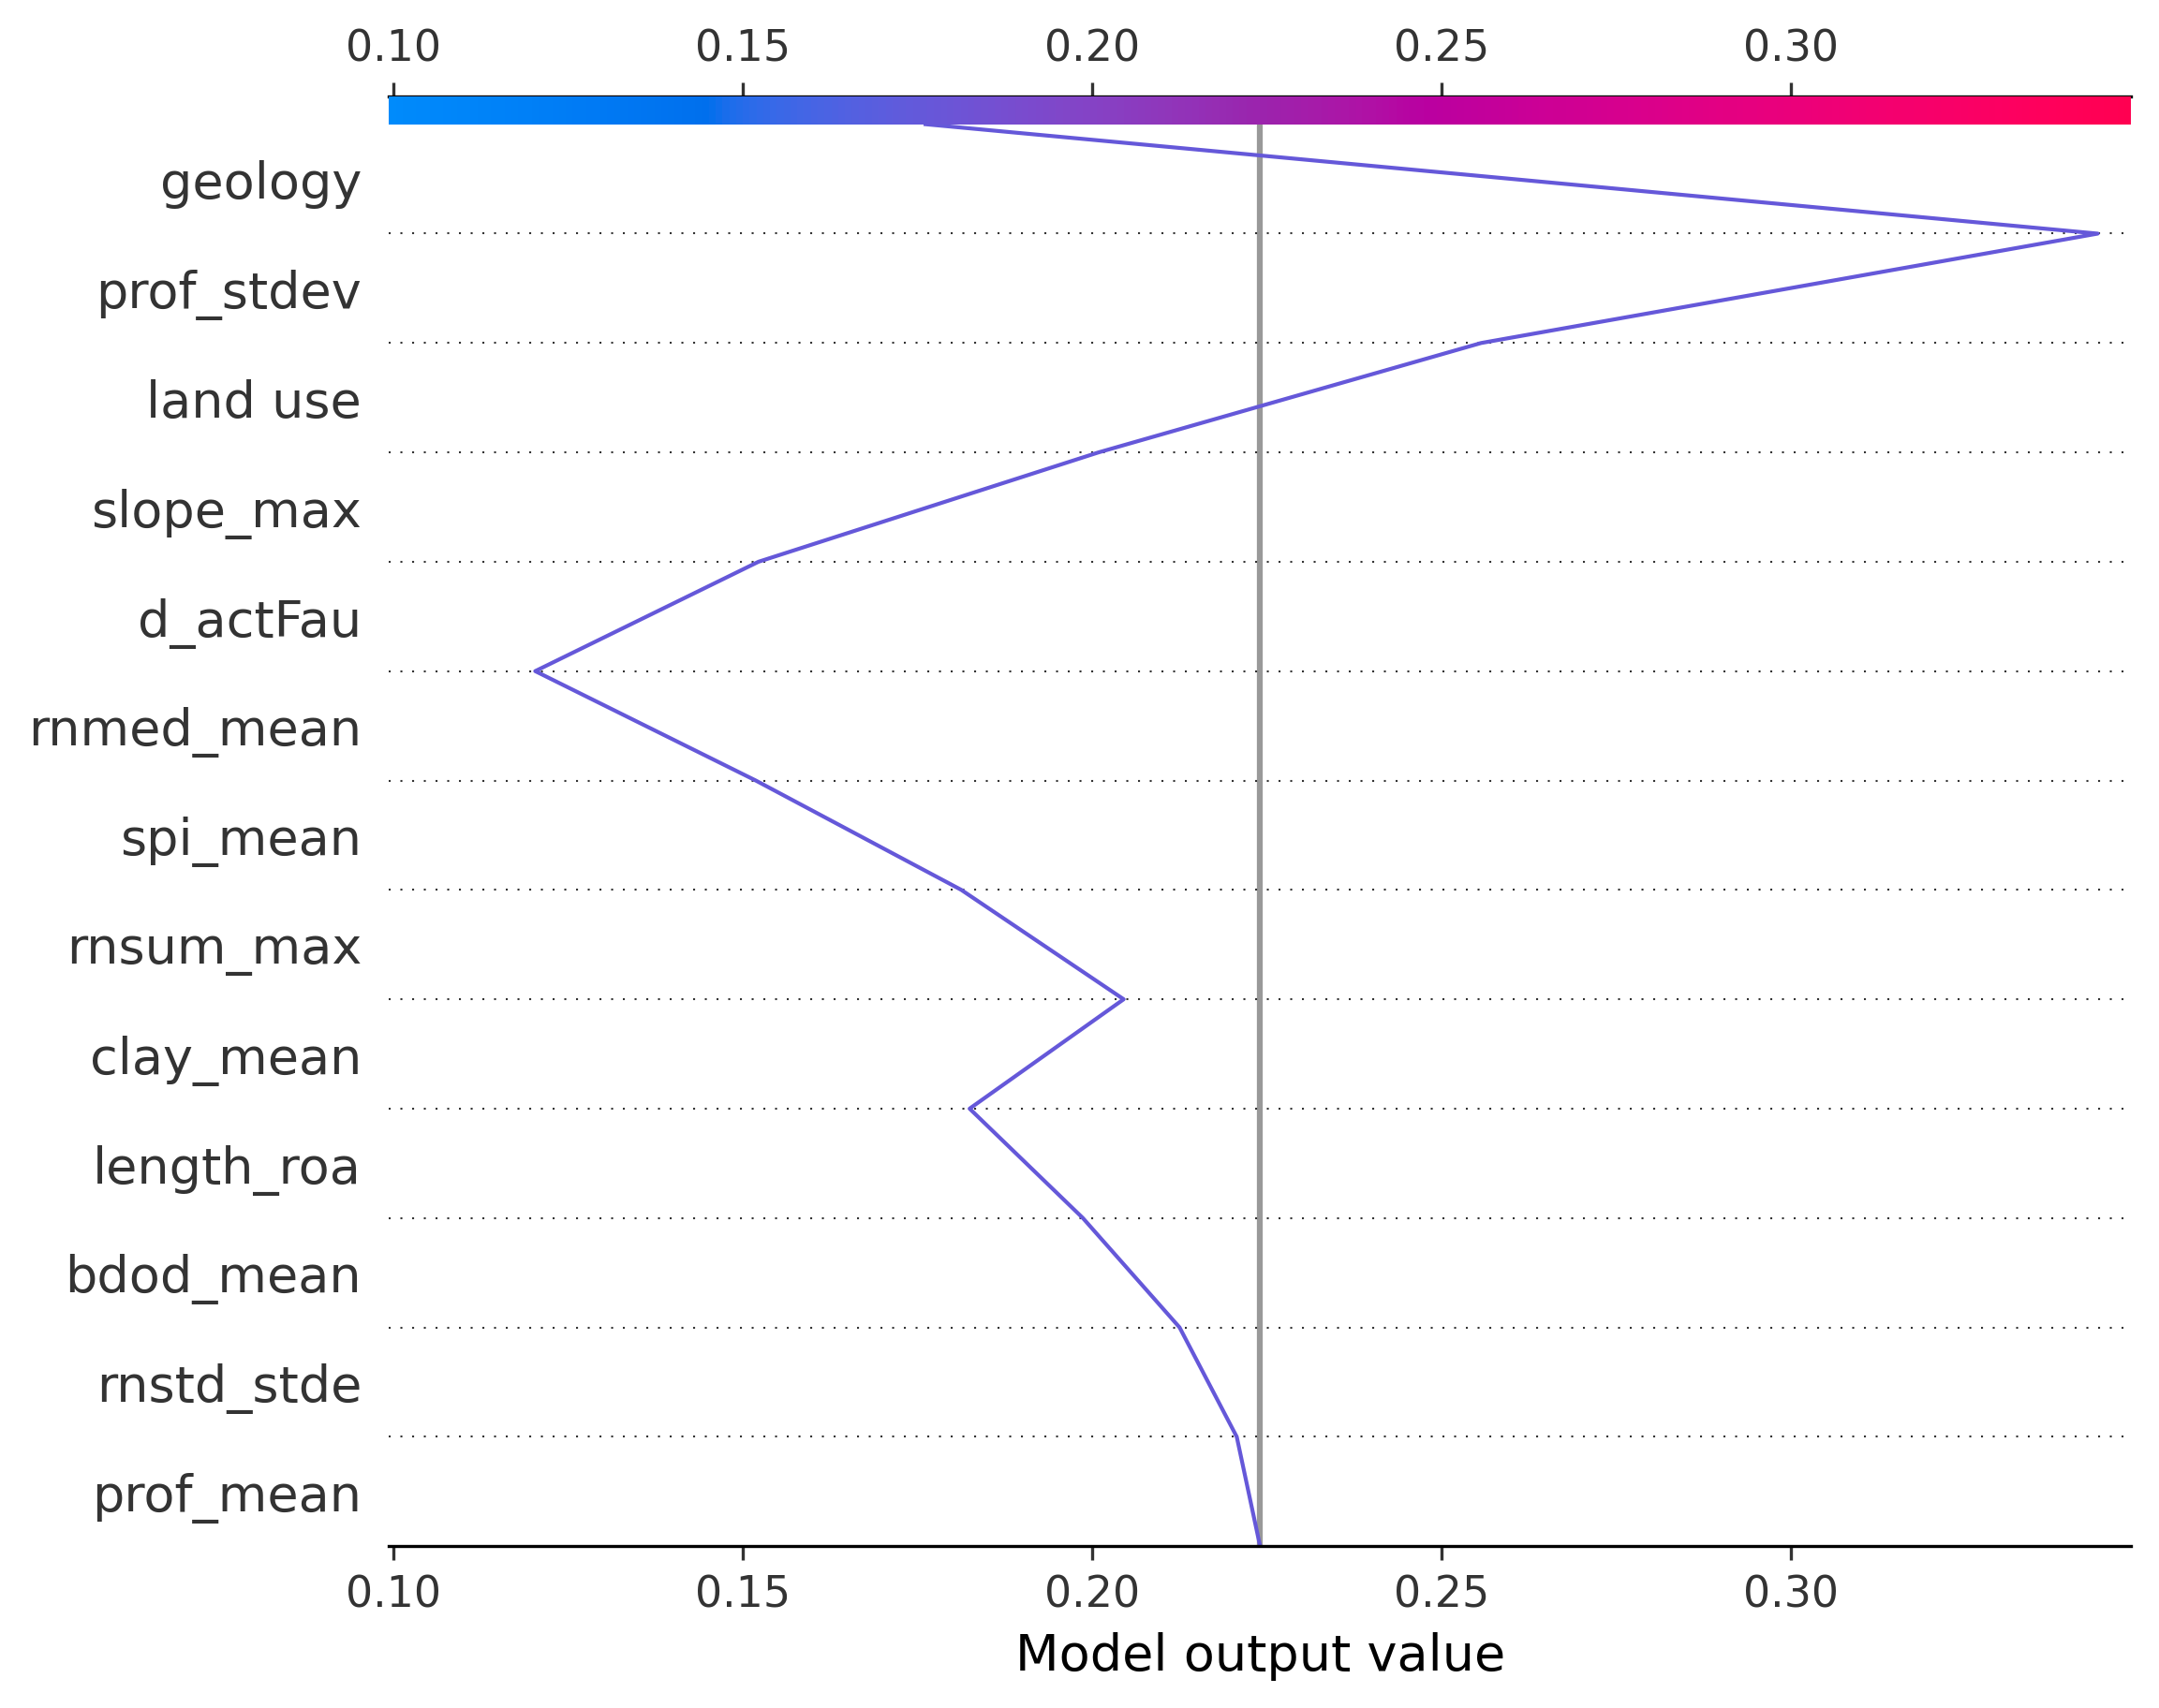 0.10 0.15 0.20 0.25 0.30
geology
prof_stdev
land use
slope_max
d_actFau
rnmed_mean
spi_mean
rnsum_max
clay_mean
length_roa
bdod_mean
rnstd_stde
prof_mean
0.10 0.15 0.20 0.25 0.30
Model output value